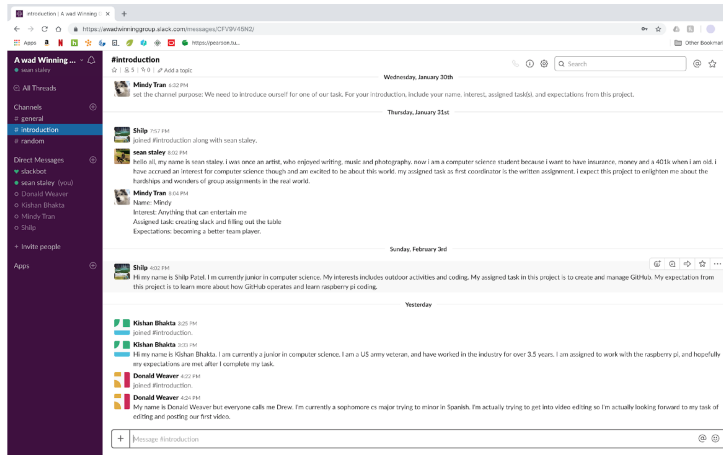 introduction | A wad Winning
https://awadwinninggroup.slack.com/messages/CFV9V48N2/
Apps
https://pearson.tu...
Other Bookmar
A wad Winning ...
sean staley
All Threads
Channels
# general
# introduction
# random
Direct Messages
slackbot
sean staley (you)
Donald Weaver
Kishan Bhakta
Mindy Tran
Shilp
+ Invite people
Apps
#introduction
5
0
Add a topic
Search
Wednesday, January 30th
Mindy Tran 6:32 PM
set the channel purpose: We need to introduce ourself for one of our task. For your introduction, include your name, interest, assigned task(s), and expectations from this project.
Thursday, January 31st
Shilp 7:57 PM
joined #introduction along with sean staley.
sean staley 8:02 PM
hello all, my name is sean staley. i was once an artist, who enjoyed writing, music and photography. now i am a computer science student because i want to have insurance, money and a 401k when i am old. i
have accrued an interest for computer science though and am excited to be about this world. my assigned task as first coordinator is the written assignment. i expect this project to enlighten me about the
hardships and wonders of group assignments in the real world.
Mindy Tran 8:04 PM
Name: Mindy
Interest: Anything that can entertain me
Assigned task: creating slack and filling out the table
Expectations: becoming a better team player.
Sunday, February 3rd
Shilp 4:02 PM
Hi my name is Shilp Patel. I m currently junior in computer science. My interests includes outdoor activities and coding. My assigned task in this project is to create and manage GitHub. My expectation from
this project is to learn more about how GitHub operates and learn raspberry pi coding.
Yesterday
Kishan Bhakta 3:25 PM
joined #introduction.
Kishan Bhakta 3:33 PM
Hi my name is Kishan Bhakta. I am currently a junior in computer science. I am a US army veteran, and have worked in the industry for over 3.5 years. I am assigned to work with the raspberry pi, and hopefully
my expectations are met after I complete my task.
Donald Weaver 4:22 PM
joined #introduction.
Donald Weaver 4:24 PM
My name is Donald Weaver but everyone calls me Drew. I'm currently a sophomore cs major trying to minor in Spanish. I'm actually trying to get into video editing so I'm actually looking forward to my task of
editing and posting our first video.
Message #introduction